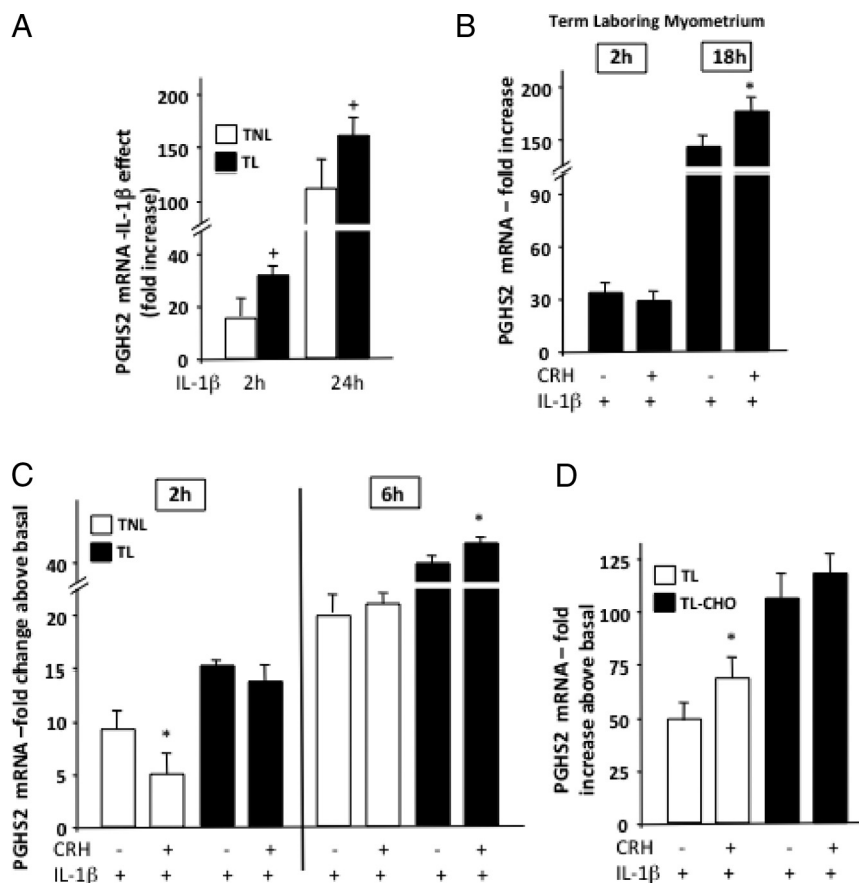 A
PGHS2 mRNA -IL-1β effect
(fold increase)
200
150
100
40
20
0
TNL
TL
+
+
IL-1β 2h 24h
B
Term Laboring Myometrium
2h 18h
PGHS2 mRNA – fold increase
200
150
90
60
30
0
*
CRH - + - +
IL-1β + + + +
C
2h 6h
PGHS2 mRNA –fold change above basal
TNL
TL
40
20
15
10
5
0
*
*
CRH - + - + - + - +
IL-1β + + + + + + + +
D
PGHS2 mRNA – fold
increase above basal
125
100
75
50
25
0
TL
TL-CHO
*
CRH - + - +
IL-1β + + + +